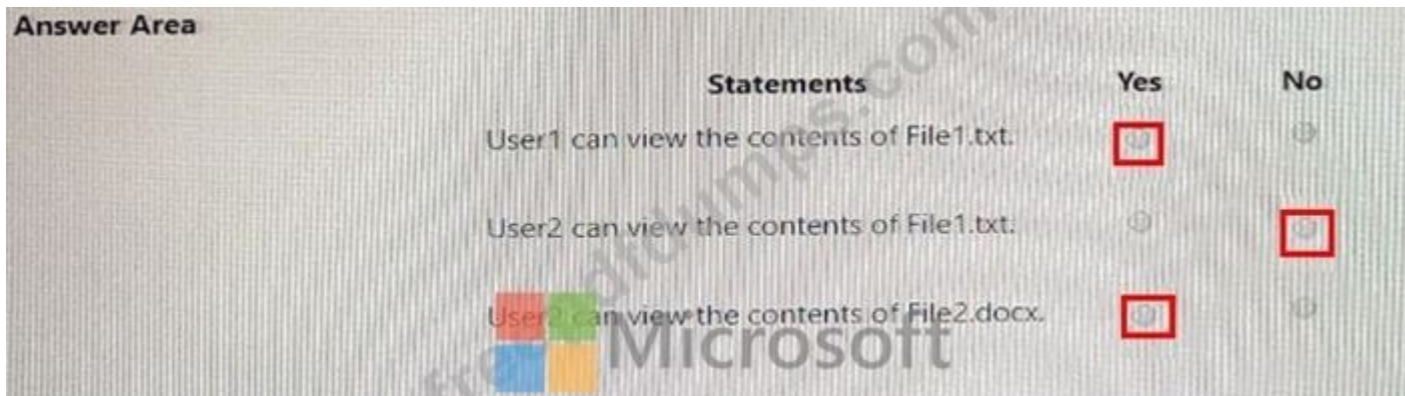 Answer Area
Statements Yes No
User1 can view the contents of File1.txt.
User2 can view the contents of File1.txt.
User2 can view the contents of File2.docx.
Microsoft